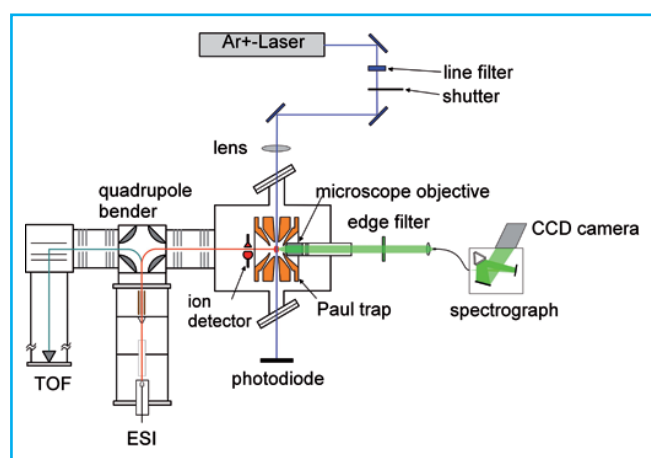 Ar+-Laser
line filter
shutter
lens
quadrupole
bender
microscope objective
edge filter
CCD camera
ion
detector
Paul trap
spectrograph
photodiode
TOF
ESI